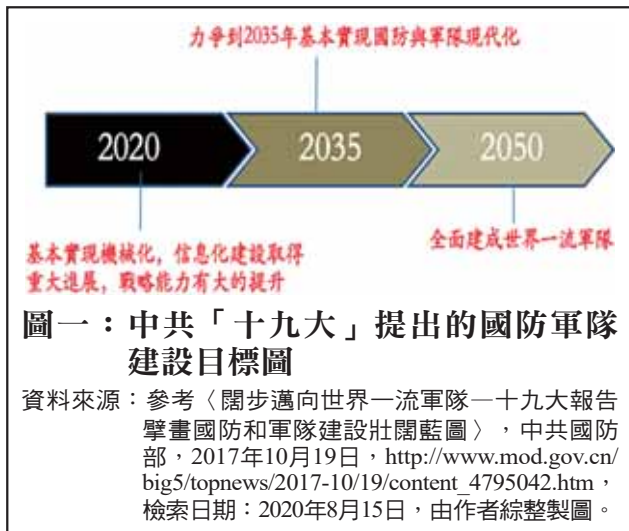 力爭到2035年基本實現國防與軍隊現代化
2020
2035
2050
基本實現機械化，信息化建設取得
重大進展，戰略能力有大的提升
全面建成世界一流軍隊
圖一：中共「十九大」提出的國防軍隊
建設目標圖
資料來源：參考〈闊步邁向世界一流軍隊—十九大報告
擘畫國防和軍隊建設壯闊藍圖〉，中共國防
部，2017年10月19日，http://www.mod.gov.cn/
big5/topnews/2017-10/19/content_4795042.htm，
檢索日期：2020年8月15日，由作者綜整製圖。